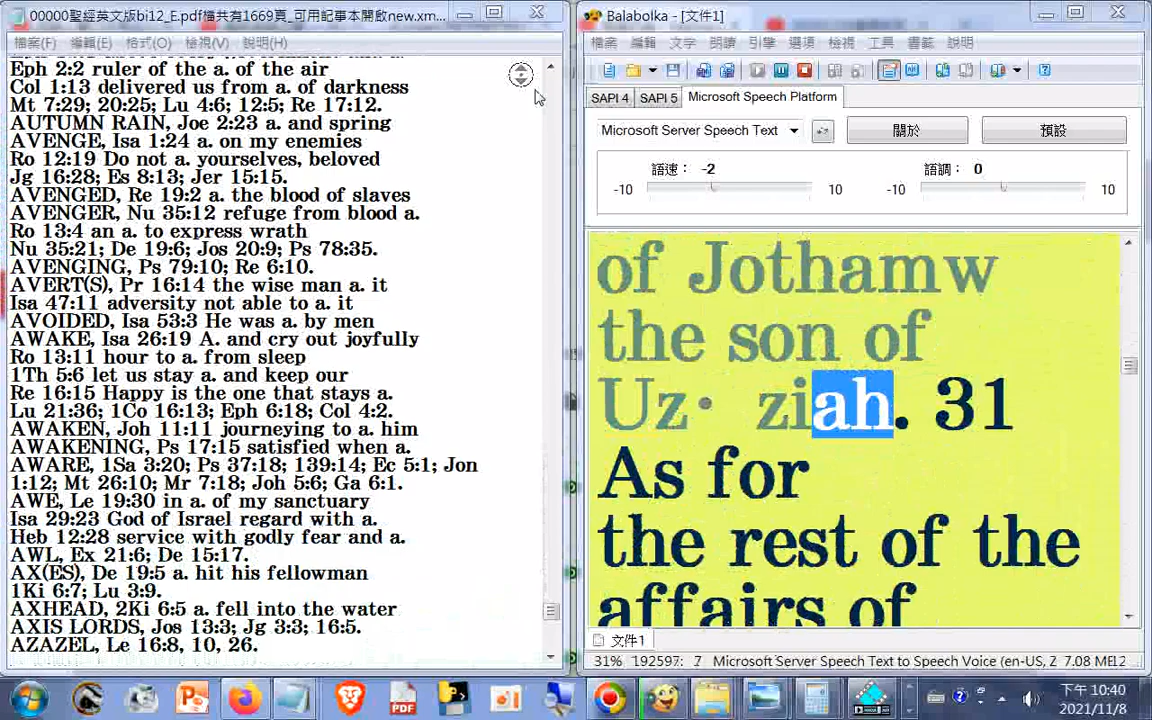 00000聖經英文版bi12_E.pdf檔共有1669頁_可用記事本開啟new.xm...
檔案(F) 編輯(E) 格式(O) 檢視(V) 說明(H)
Eph 2:2 ruler of the a. of the air
Col 1:13 delivered us from a. of darkness
Mt 7:29; 20:25; Lu 4:6; 12:5; Re 17:12.
AUTUMN RAIN, Joe 2:23 a. and spring
AVENGE, Isa 1:24 a. on my enemies
Ro 12:19 Do not a. yourselves, beloved
Jg 16:28; Es 8:13; Jer 15:15.
AVENGED, Re 19:2 a. the blood of slaves
AVENGER, Nu 35:12 refuge from blood a.
Ro 13:4 an a. to express wrath
Nu 35:21; De 19:6; Jos 20:9; Ps 78:35.
AVENGING, Ps 79:10; Re 6:10.
AVERT(S), Pr 16:14 the wise man a. it
Isa 47:11 adversity not able to a. it
AVOIDED, Isa 53:3 He was a. by men
AWAKE, Isa 26:19 A. and cry out joyfully
Ro 13:11 hour to a. from sleep
1Th 5:6 let us stay a. and keep our
Re 16:15 Happy is the one that stays a.
Lu 21:36; 1Co 16:13; Eph 6:18; Col 4:2.
AWAKEN, Joh 11:11 journeying to a. him
AWAKENING, Ps 17:15 satisfied when a.
AWARE, 1Sa 3:20; Ps 37:18; 139:14; Ec 5:1; Jon
1:12; Mt 26:10; Mr 7:18; Joh 5:6; Ga 6:1.
AWE, Le 19:30 in a. of my sanctuary
Isa 29:23 God of Israel regard with a.
Heb 12:28 service with godly fear and a.
AWL, Ex 21:6; De 15:17.
AX(ES), De 19:5 a. hit his fellowman
1Ki 6:7; Lu 3:9.
AXHEAD, 2Ki 6:5 a. fell into the water
AXIS LORDS, Jos 13:3; Jg 3:3; 16:5.
AZAZEL, Le 16:8, 10, 26.
Balabolka - [文件1]
檔案 編輯 文字 朗讀 引擎 選項 檢視 工具 書籤 說明
SAPI 4 SAPI 5 Microsoft Speech Platform
Microsoft Server Speech Text 關於 預設
語速： -2 語調： 0
-10 10 -10 10
of Jothamw
the son of
Uz· ziah. 31
As for
the rest of the
affairs of
文件1
31% 192597: 7 Microsoft Server Speech Text to Speech Voice (en-US, Z 7.08 ME12
PDF
下午 10:40
2021/11/8